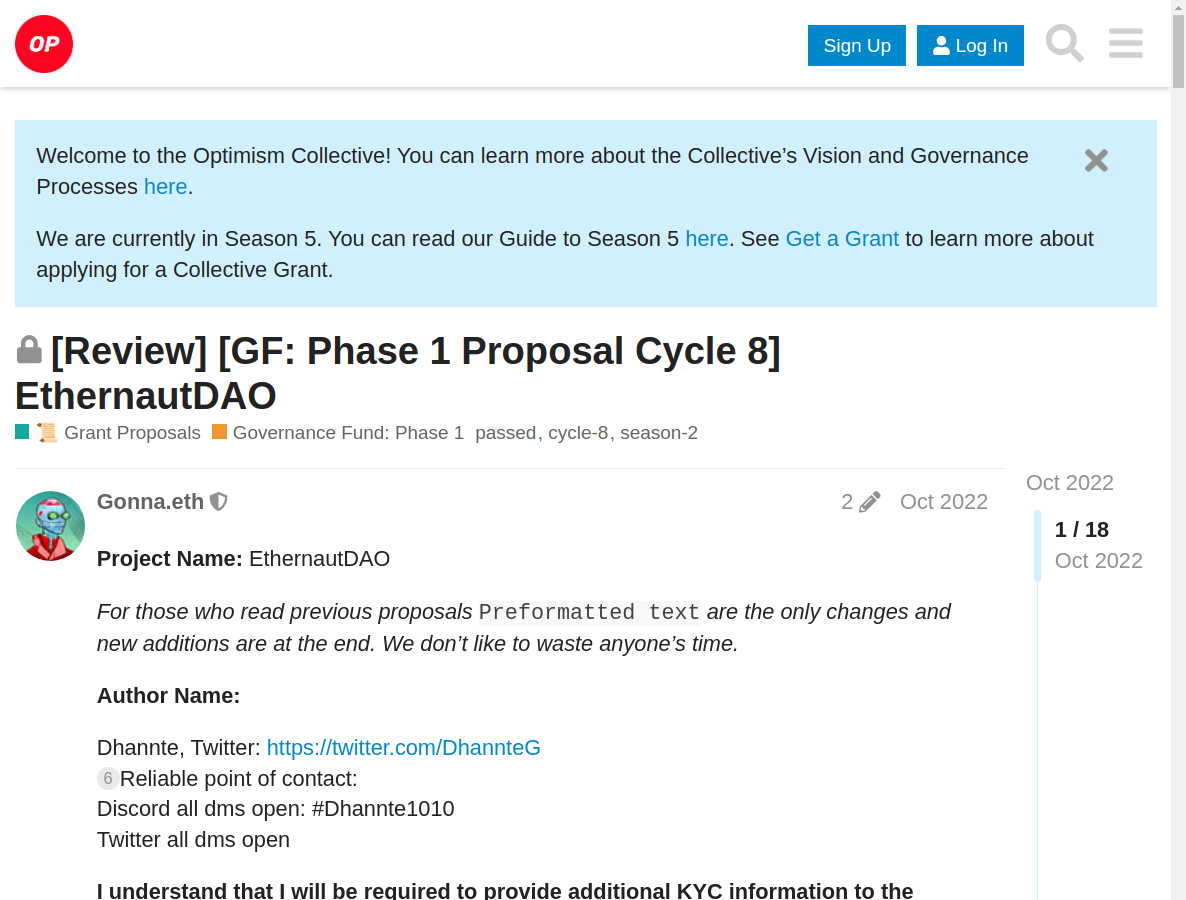 OP
Sign Up
Log In
Welcome to the Optimism Collective! You can learn more about the Collective’s Vision and Governance
Processes here.
We are currently in Season 5. You can read our Guide to Season 5 here. See Get a Grant to learn more about
applying for a Collective Grant.
[Review] [GF: Phase 1 Proposal Cycle 8]
EthernautDAO
📜 Grant Proposals Governance Fund: Phase 1 passed, cycle-8, season-2
Gonna.eth
2
Oct 2022
Oct 2022
1 / 18
Oct 2022
Project Name: EthernautDAO
For those who read previous proposals Preformatted text are the only changes and
new additions are at the end. We don’t like to waste anyone’s time.
Author Name:
Dhannte, Twitter: https://twitter.com/DhannteG
6 Reliable point of contact:
Discord all dms open: #Dhannte1010
Twitter all dms open
I understand that I will be required to provide additional KYC information to the